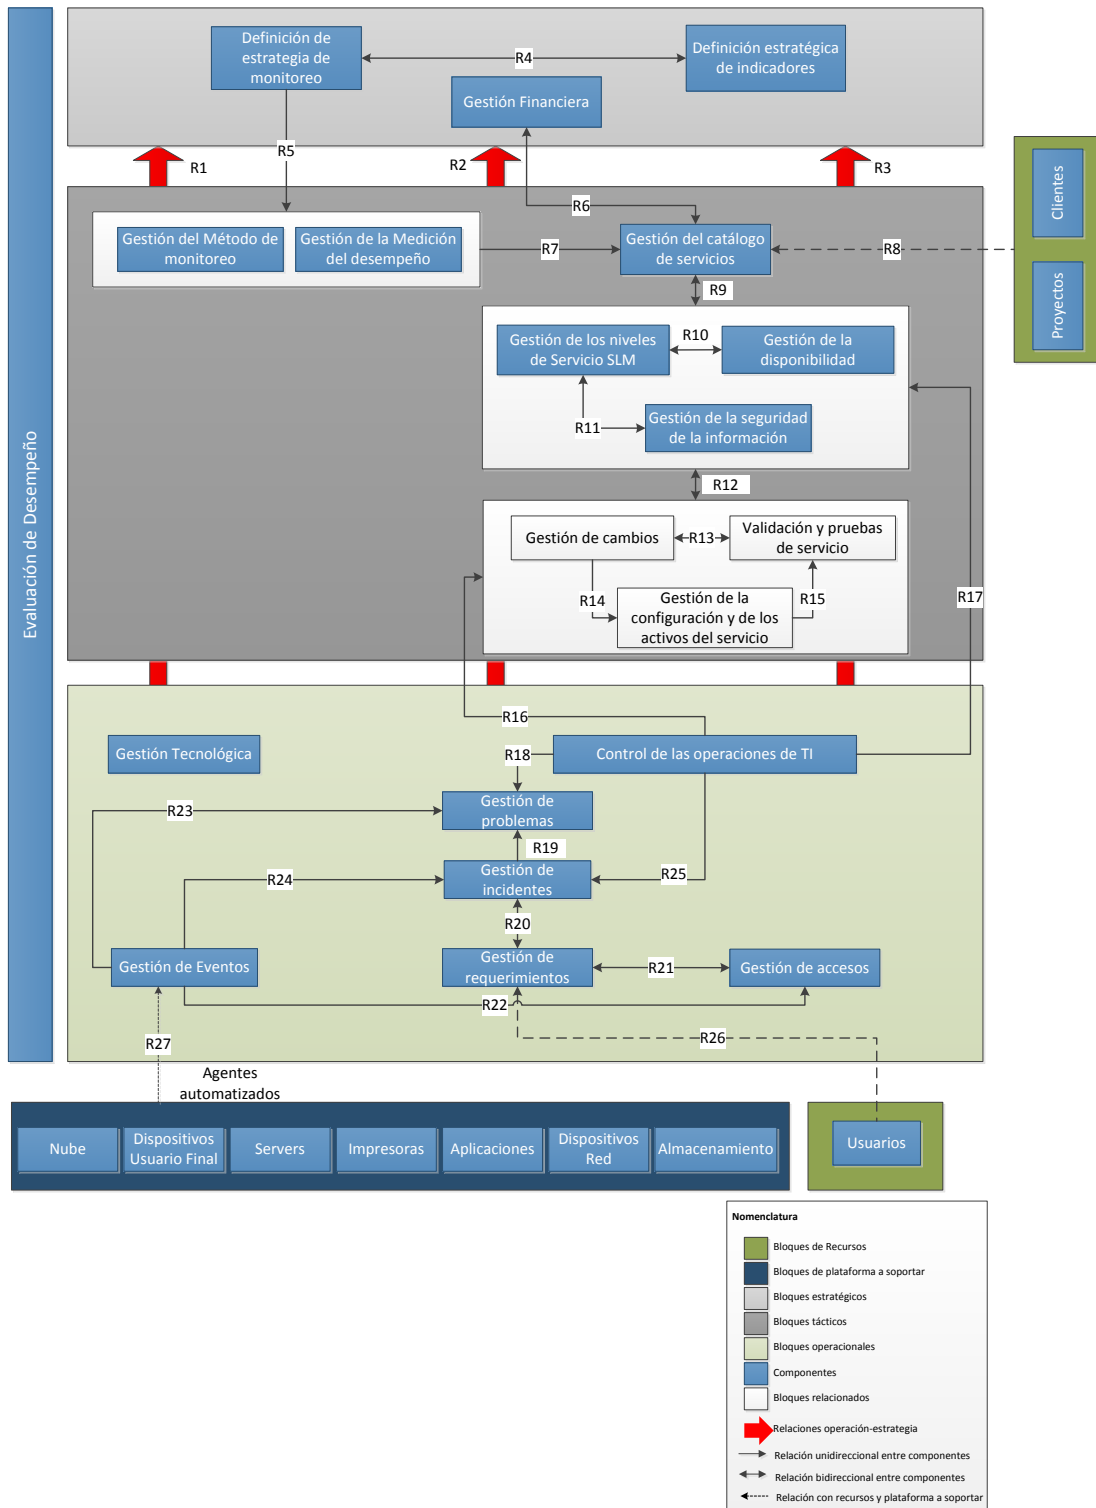 Evaluación de Desempeño
Definición de
estrategia de
monitoreo
R4
Definición estratégica
de indicadores
Gestión Financiera
R5
R1
R2
R3
Clientes
Proyectos
R6
Gestión del Método de
monitoreo
Gestión de la Medición
del desempeño
R7
Gestión del catálogo
de servicios
R8
R9
Gestión de los niveles
de Servicio SLM
R10
Gestión de la
disponibilidad
R11
Gestión de la seguridad
de la información
R12
Gestión de cambios
R13
Validación y pruebas
de servicio
R14
Gestión de la
configuración y de los
activos del servicio
R15
R17
R16
Gestión Tecnológica
R18
Control de las operaciones de TI
R23
Gestión de
problemas
R19
R24
Gestión de
incidentes
R25
R20
Gestión de Eventos
Gestión de
requerimientos
R21
Gestión de accesos
R22
R27
R26
Agentes
automatizados
Nube
Dispositivos
Usuario Final
Servers
Impresoras
Aplicaciones
Dispositivos
Red
Almacenamiento
Usuarios
Nomenclatura
Bloques de Recursos
Bloques de plataforma a soportar
Bloques estratégicos
Bloques tácticos
Bloques operacionales
Componentes
Bloques relacionados
Relaciones operación-estrategia
Relación unidireccional entre componentes
Relación bidireccional entre componentes
Relación con recursos y plataforma a soportar